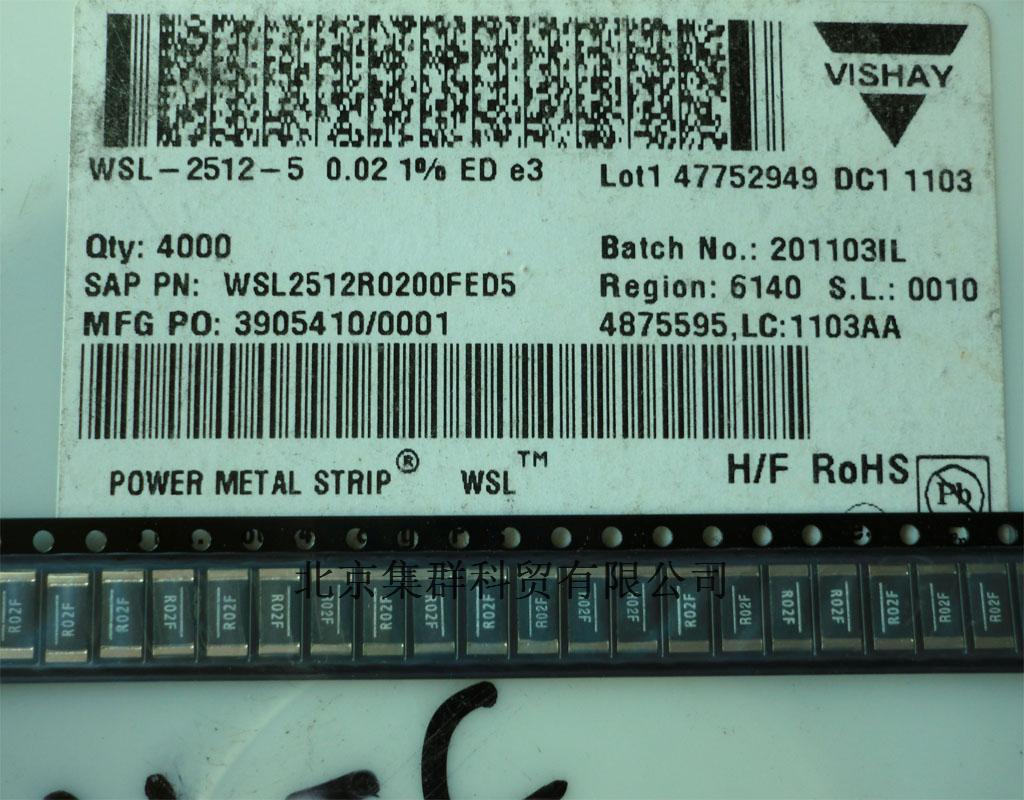 VISHAY
WSL-2512-5 0.02 1% ED e3
Lot1 47752949 DC1 1103
Qty: 4000
Batch No.: 201103IL
SAP PN: WSL2512R0200FED5
Region: 6140 S.L.: 0010
MFG PO: 3905410/0001
4875595,LC:1103AA
POWER METAL STRIP® WSL™
H/F RoHS
Pb
北京集群科贸有限公司
R02F R02F R02F R02F R02F R02F R02F R02F R02F R02F R02F R02F R02F R02F R02F R02F R02F R02F R02F R02F